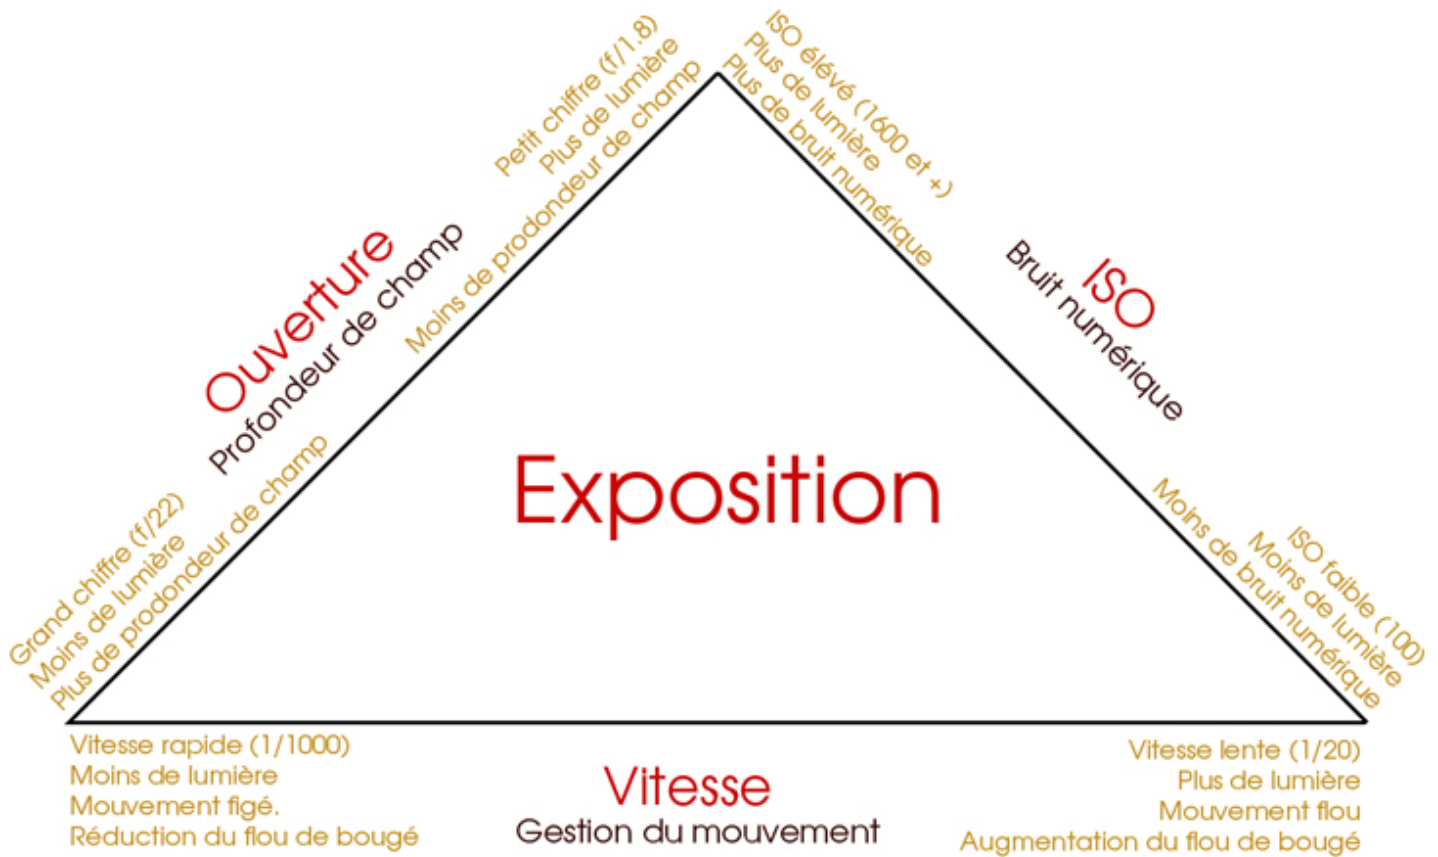 Petit chiffre (f/1.8)
Plus de lumière
Moins de prodondeur de champ
Ouverture
Profondeur de champ
Grand chiffre (f/22)
Moins de lumière
Plus de prodondeur de champ
ISO élévé (1600 et +)
Plus de lumière
Plus de bruit numérique
ISO
Bruit numérique
ISO faible (100)
Moins de lumière
Moins de bruit numérique
Exposition
Vitesse rapide (1/1000)
Moins de lumière
Mouvement figé.
Réduction du flou de bougé
Vitesse
Gestion du mouvement
Vitesse lente (1/20)
Plus de lumière
Mouvement flou
Augmentation du flou de bougé